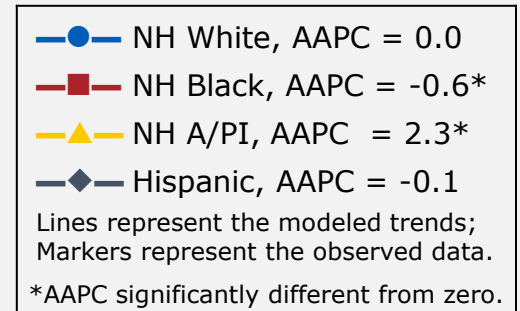 NH White, AAPC = 0.0
NH Black, AAPC = -0.6*
NH A/PI, AAPC = 2.3*
Hispanic, AAPC = -0.1
Lines represent the modeled trends;
Markers represent the observed data.
*AAPC significantly different from zero.